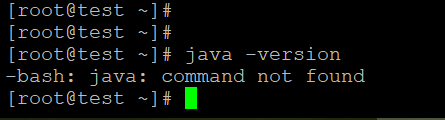 [root@test ~]#
[root@test ~]#
[root@test ~]# java -version
-bash: java: command not found
[root@test ~]#